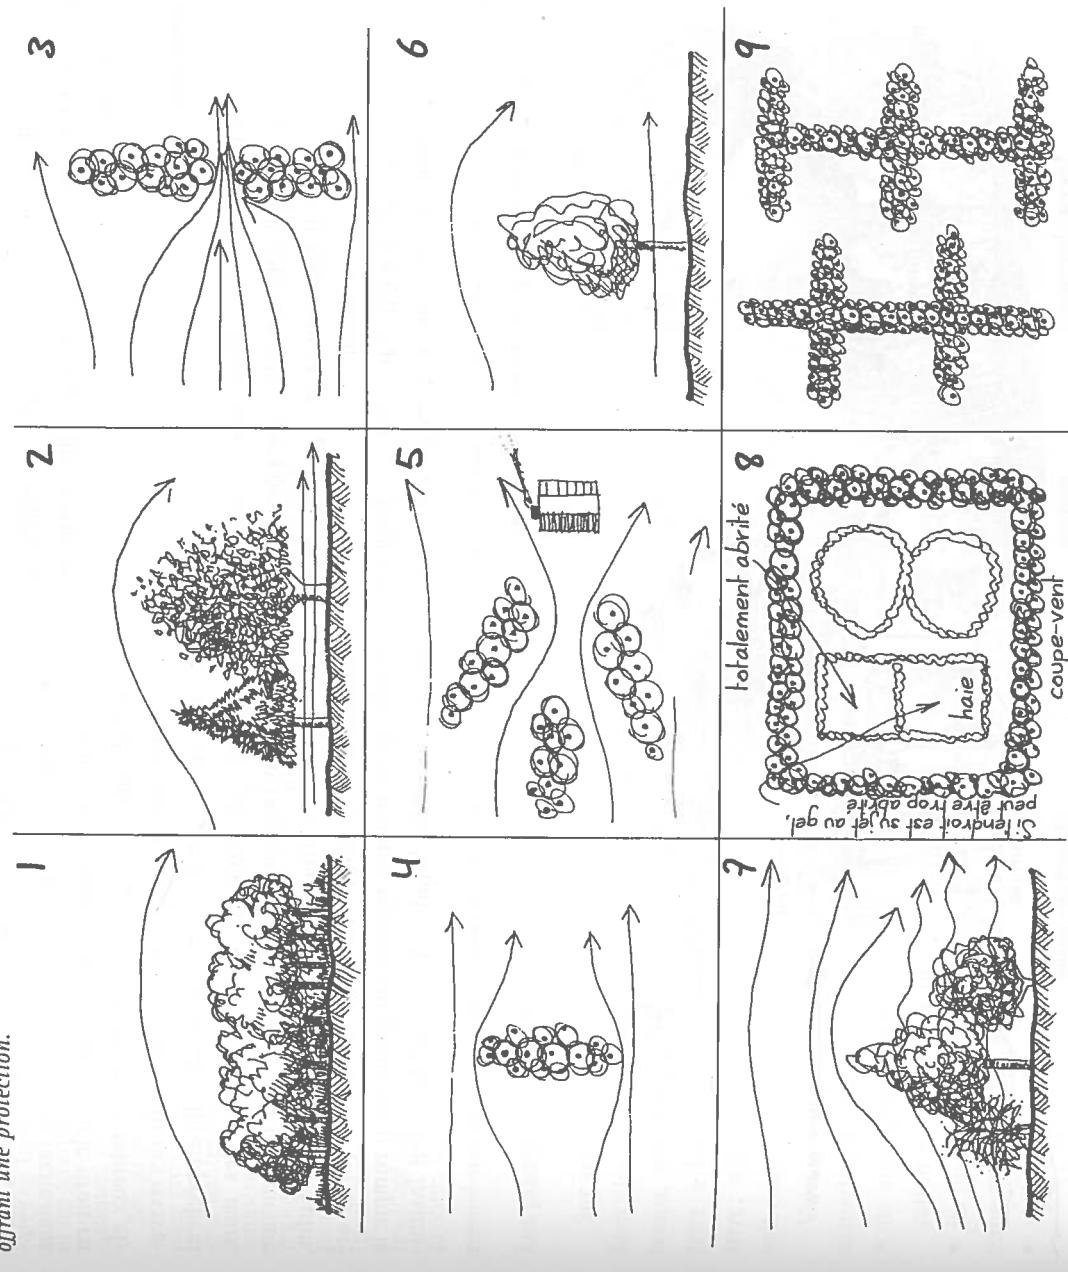 offrant une protection.
1
2
3
4
5
6
7
8
totalement abrité
haie
coupe-vent
Si l'endroit est sujet au gel,
peut être trop abrité
9